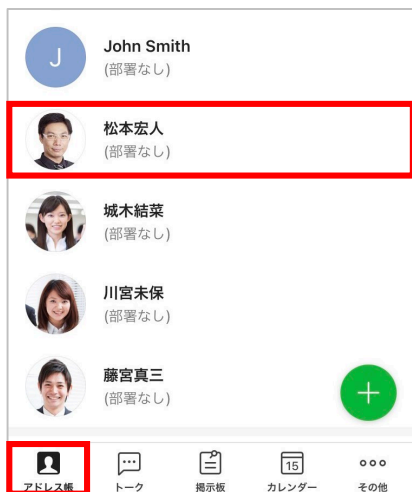 J
John Smith
(部署なし)
松本宏人
(部署なし)
城木結菜
(部署なし)
川宮未保
(部署なし)
藤宮真三
(部署なし)
15
アドレス帳
トーク
掲示板
カレンダー
その他